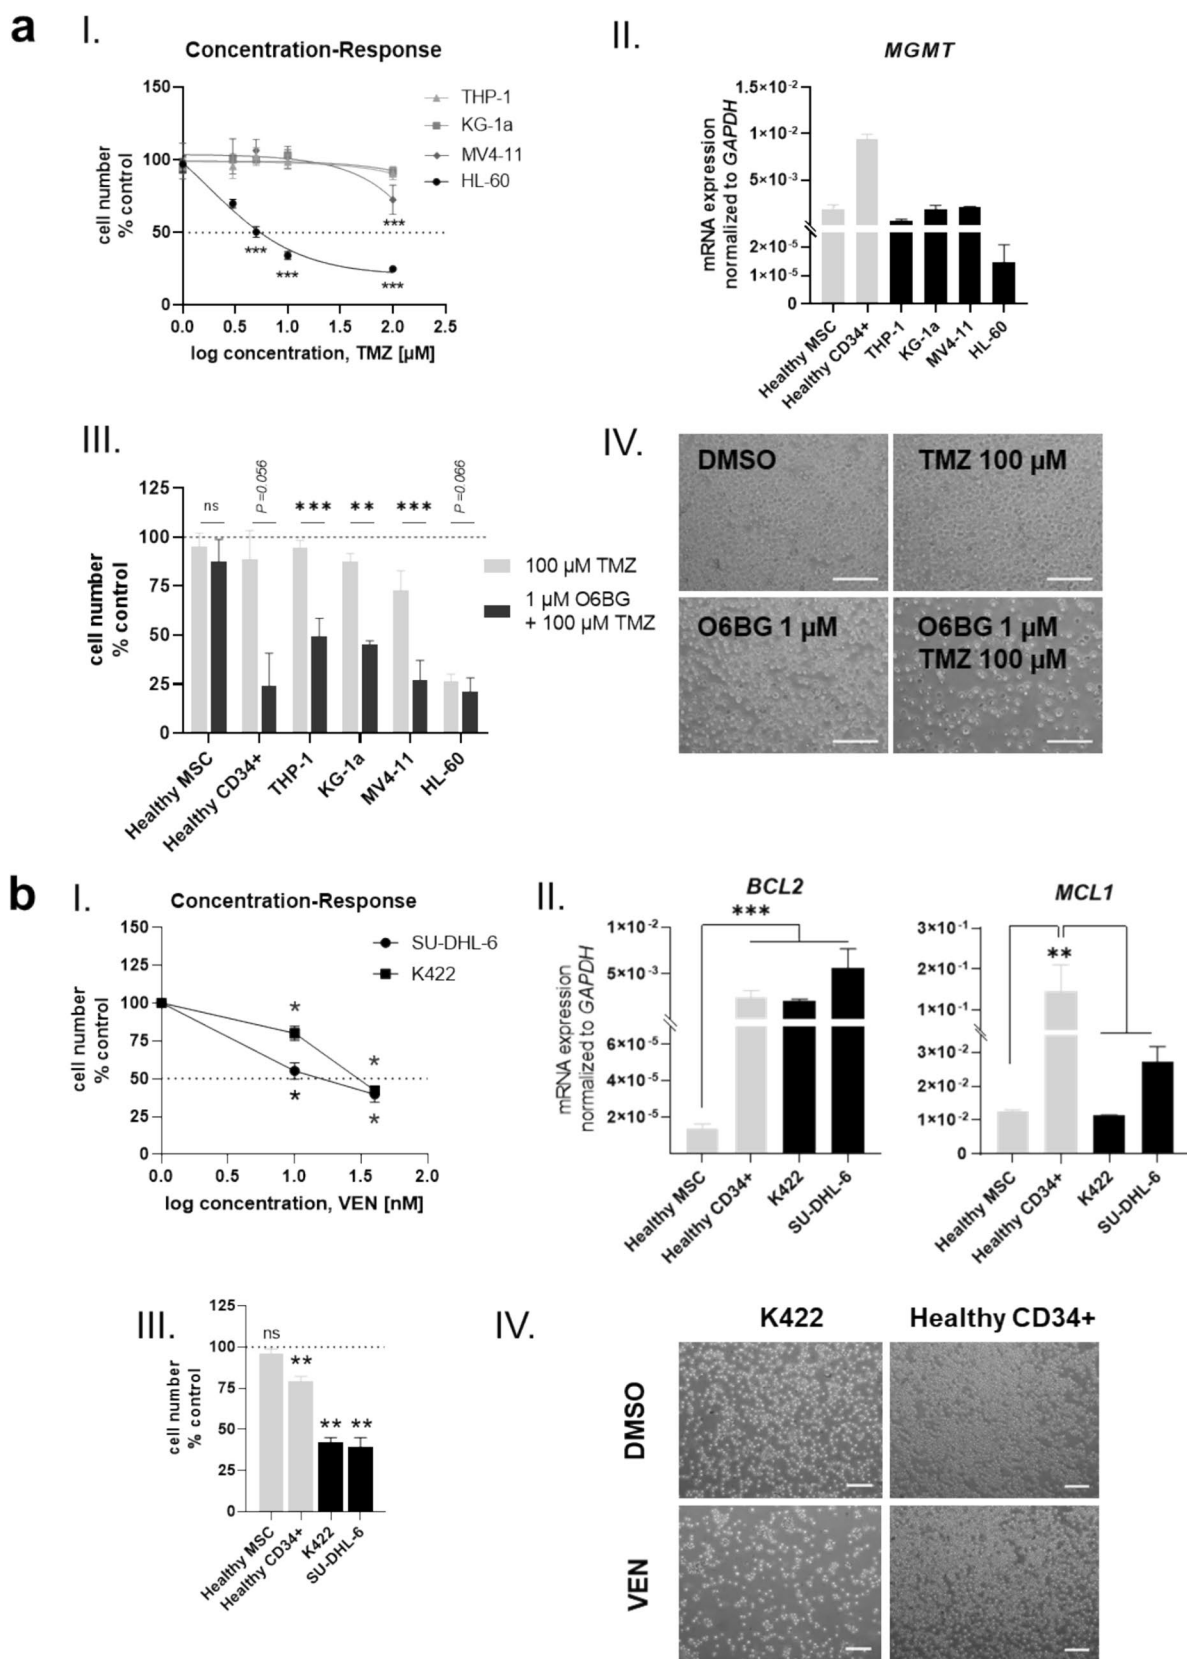 a
I.
Concentration-Response
150
100
50
0
cell number
% control
THP-1
KG-1a
MV4-11
HL-60
***
***
***
***
0.0 0.5 1.0 1.5 2.0 2.5
log concentration, TMZ [µM]
II.
MGMT
1.5×10⁻²
1×10⁻²
5×10⁻³
2×10⁻⁵
1×10⁻⁵
0
mRNA expression
normalized to GAPDH
Healthy MSC
Healthy CD34+
THP-1
KG-1a
MV4-11
HL-60
III.
125
100
75
50
25
0
cell number
% control
ns
P =0.056
***
**
***
P =0.066
100 µM TMZ
1 µM O6BG
+ 100 µM TMZ
Healthy MSC
Healthy CD34+
THP-1
KG-1a
MV4-11
HL-60
IV.
DMSO
TMZ 100 µM
O6BG 1 µM
O6BG 1 µM
TMZ 100 µM
b
I.
Concentration-Response
150
125
100
75
50
25
0
cell number
% control
SU-DHL-6
K422
*
*
*
*
0.0 0.5 1.0 1.5 2.0
log concentration, VEN [nM]
II.
BCL2
1×10⁻²
5×10⁻³
6×10⁻⁵
4×10⁻⁵
2×10⁻⁵
mRNA expression
normalized to GAPDH
***
Healthy MSC
Healthy CD34+
K422
SU-DHL-6
MCL1
3×10⁻¹
2×10⁻¹
1×10⁻¹
3×10⁻²
2×10⁻²
1×10⁻²
0
**
Healthy MSC
Healthy CD34+
K422
SU-DHL-6
III.
125
100
75
50
25
0
cell number
% control
ns
**
**
**
Healthy MSC
Healthy CD34+
K422
SU-DHL-6
IV.
K422
Healthy CD34+
DMSO
VEN